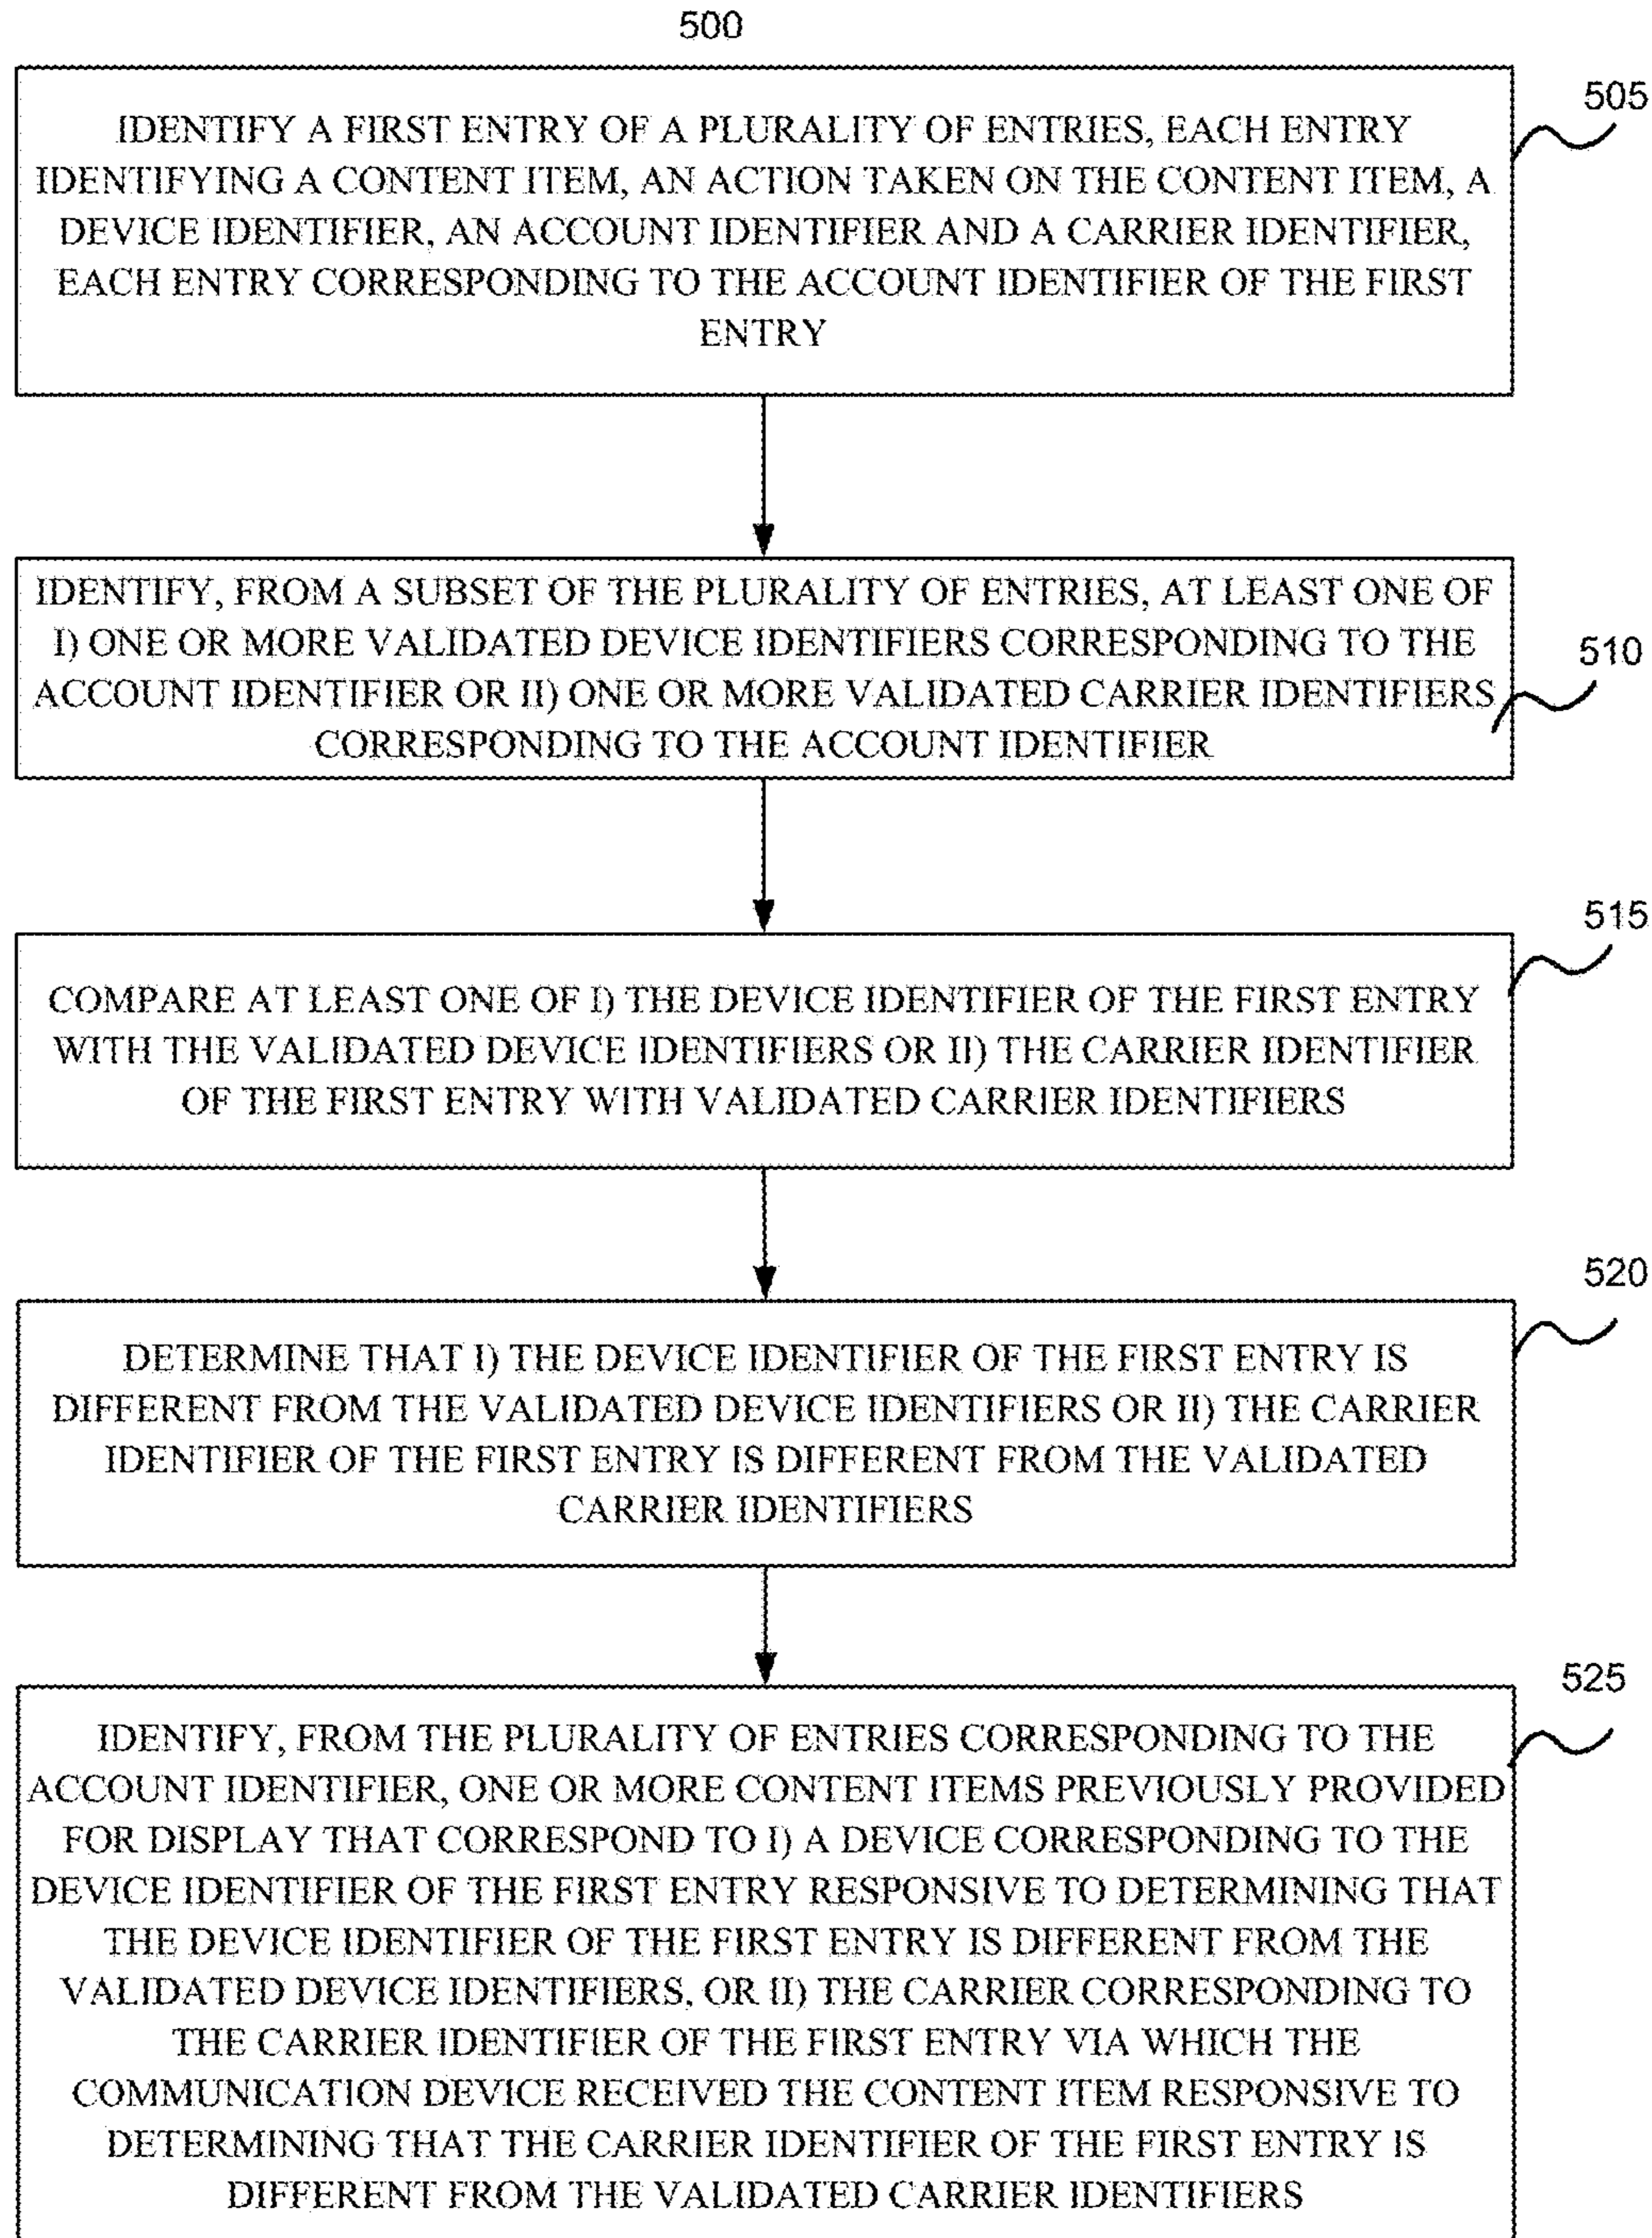 500
505
IDENTIFY A FIRST ENTRY OF A PLURALITY OF ENTRIES, EACH ENTRY
IDENTIFYING A CONTENT ITEM, AN ACTION TAKEN ON THE CONTENT ITEM, A
DEVICE IDENTIFIER, AN ACCOUNT IDENTIFIER AND A CARRIER IDENTIFIER,
EACH ENTRY CORRESPONDING TO THE ACCOUNT IDENTIFIER OF THE FIRST
ENTRY
510
IDENTIFY, FROM A SUBSET OF THE PLURALITY OF ENTRIES, AT LEAST ONE OF
I) ONE OR MORE VALIDATED DEVICE IDENTIFIERS CORRESPONDING TO THE
ACCOUNT IDENTIFIER OR II) ONE OR MORE VALIDATED CARRIER IDENTIFIERS
CORRESPONDING TO THE ACCOUNT IDENTIFIER
515
COMPARE AT LEAST ONE OF I) THE DEVICE IDENTIFIER OF THE FIRST ENTRY
WITH THE VALIDATED DEVICE IDENTIFIERS OR II) THE CARRIER IDENTIFIER
OF THE FIRST ENTRY WITH VALIDATED CARRIER IDENTIFIERS
520
DETERMINE THAT I) THE DEVICE IDENTIFIER OF THE FIRST ENTRY IS
DIFFERENT FROM THE VALIDATED DEVICE IDENTIFIERS OR II) THE CARRIER
IDENTIFIER OF THE FIRST ENTRY IS DIFFERENT FROM THE VALIDATED
CARRIER IDENTIFIERS
525
IDENTIFY, FROM THE PLURALITY OF ENTRIES CORRESPONDING TO THE
ACCOUNT IDENTIFIER, ONE OR MORE CONTENT ITEMS PREVIOUSLY PROVIDED
FOR DISPLAY THAT CORRESPOND TO I) A DEVICE CORRESPONDING TO THE
DEVICE IDENTIFIER OF THE FIRST ENTRY RESPONSIVE TO DETERMINING THAT
THE DEVICE IDENTIFIER OF THE FIRST ENTRY IS DIFFERENT FROM THE
VALIDATED DEVICE IDENTIFIERS, OR II) THE CARRIER CORRESPONDING TO
THE CARRIER IDENTIFIER OF THE FIRST ENTRY VIA WHICH THE
COMMUNICATION DEVICE RECEIVED THE CONTENT ITEM RESPONSIVE TO
DETERMINING THAT THE CARRIER IDENTIFIER OF THE FIRST ENTRY IS
DIFFERENT FROM THE VALIDATED CARRIER IDENTIFIERS